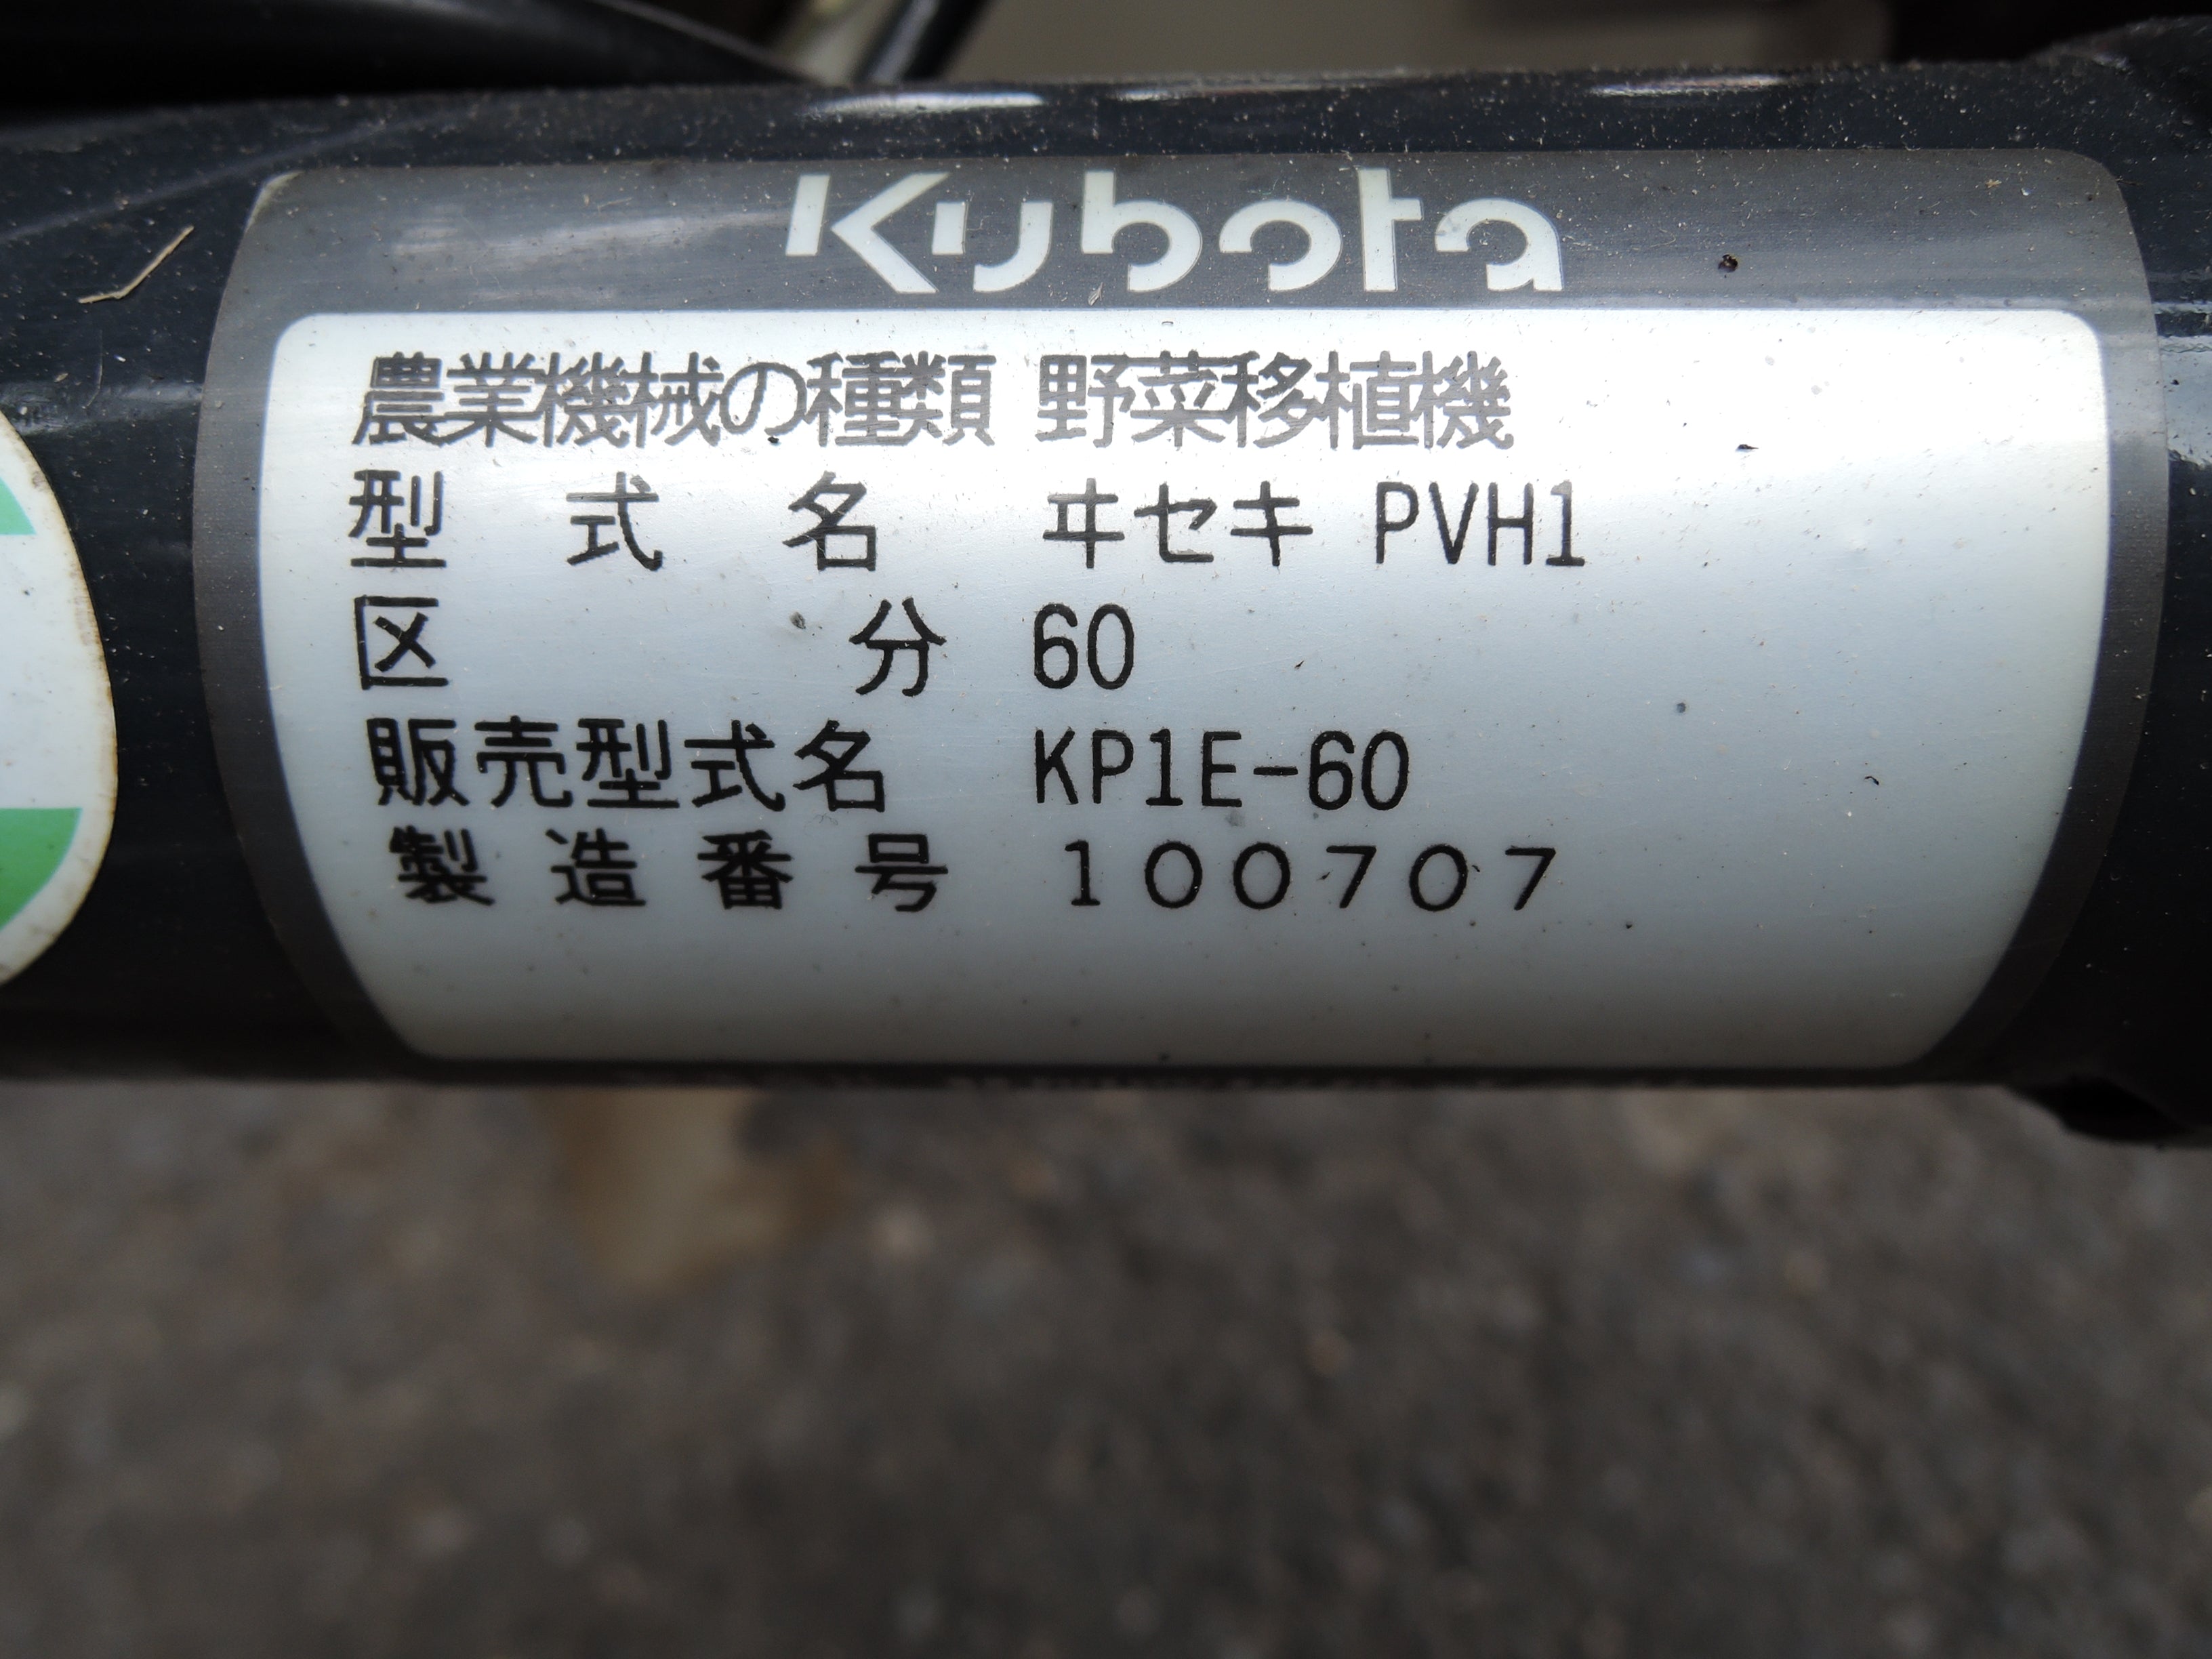 Kubota
農業機械の種類 野菜移植機
型式名 ヰセキ PVH1
区分 60
販売型式名 KP1E-60
製造番号 100707